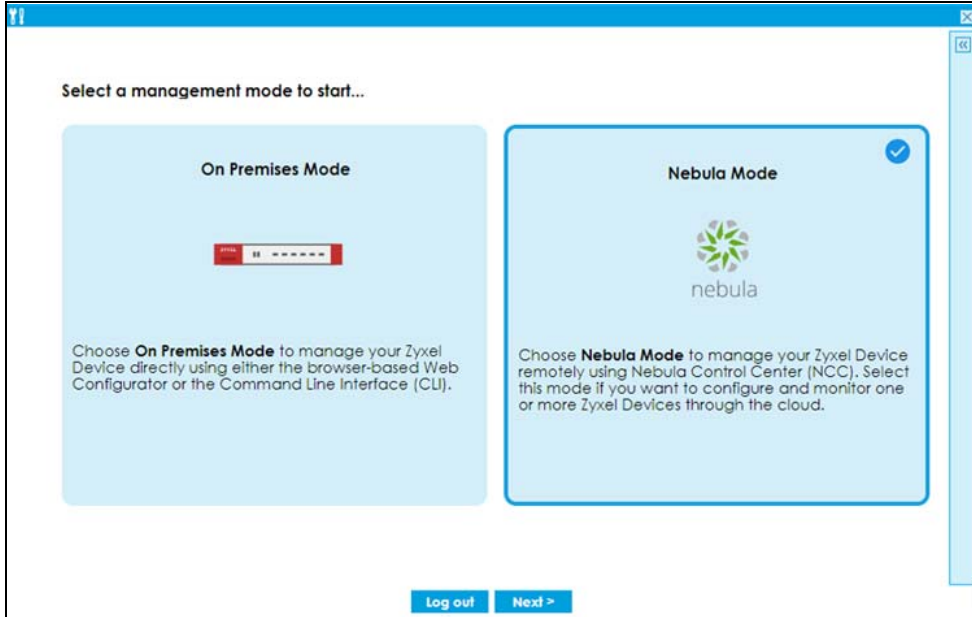 Select a management mode to start...
On Premises Mode
ZYXEL
Choose On Premises Mode to manage your Zyxel
Device directly using either the browser-based Web
Configurator or the Command Line Interface (CLI).
Nebula Mode
nebula
Choose Nebula Mode to manage your Zyxel Device
remotely using Nebula Control Center (NCC). Select
this mode if you want to configure and monitor one
or more Zyxel Devices through the cloud.
Log out
Next >